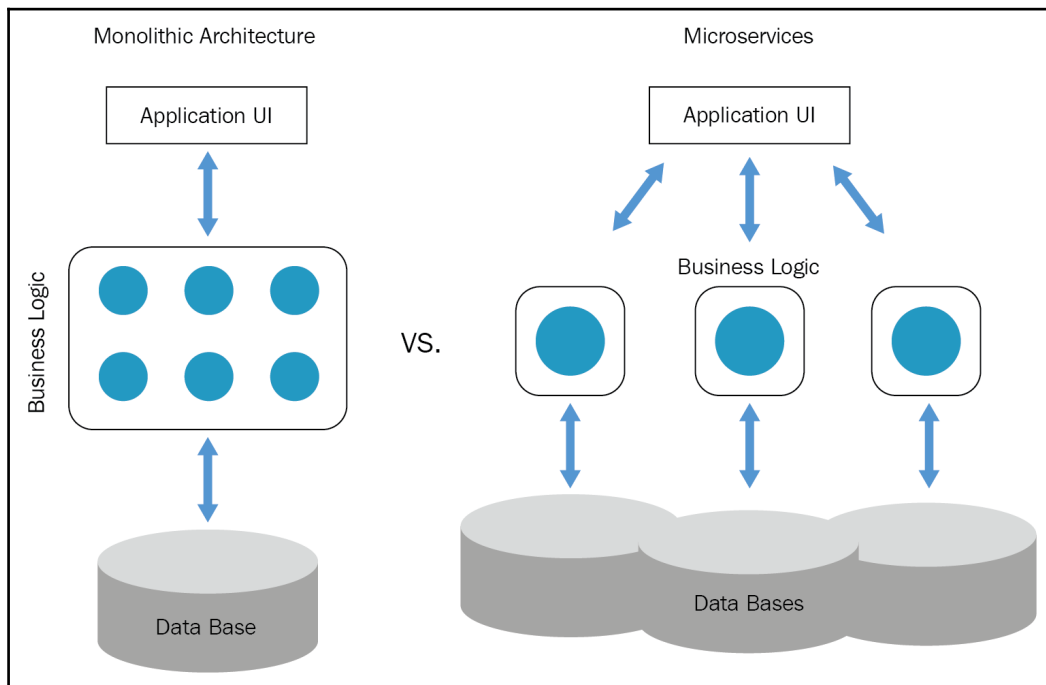 Monolithic Architecture
Microservices
Application UI
Application UI
Business Logic
Business Logic
VS.
Data Base
Data Bases